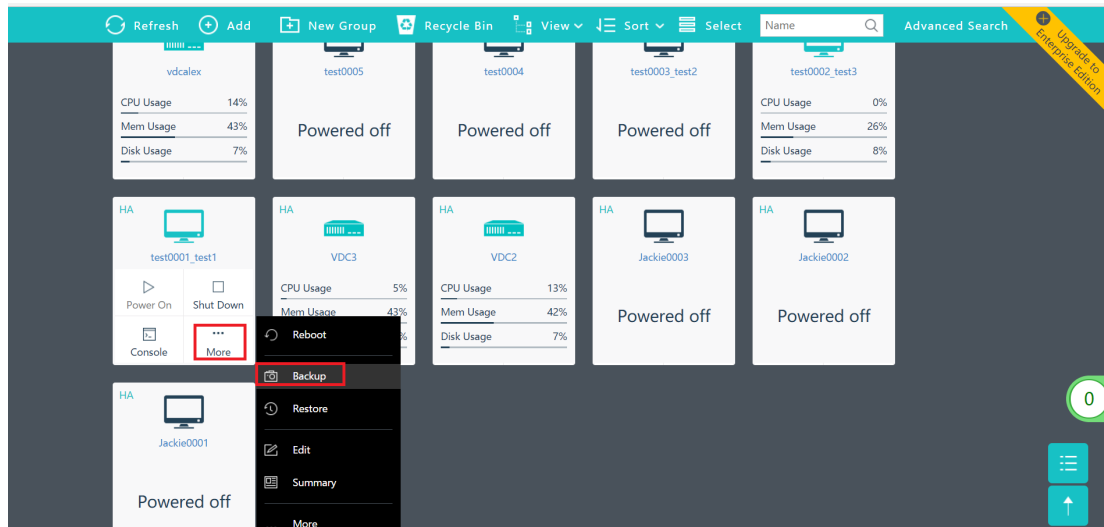 Refresh Add New Group Recycle Bin View Sort Select Name Advanced Search
Upgrade to
Enterprise Edition
vdcalex test0005 test0004 test0003_test2 test0002_test3
CPU Usage 14% Powered off Powered off Powered off CPU Usage 0%
Mem Usage 43% Mem Usage 26%
Disk Usage 7% Disk Usage 8%
HA HA HA HA HA
test0001_test1 VDC3 VDC2 Jackie0003 Jackie0002
Power On Shut Down CPU Usage 5% CPU Usage 13% Powered off Powered off
Mem Usage 43% Mem Usage 42%
Console More % Disk Usage 7%
Reboot
Backup
Restore
Edit
Summary
More
HA
Jackie0001
Powered off
0